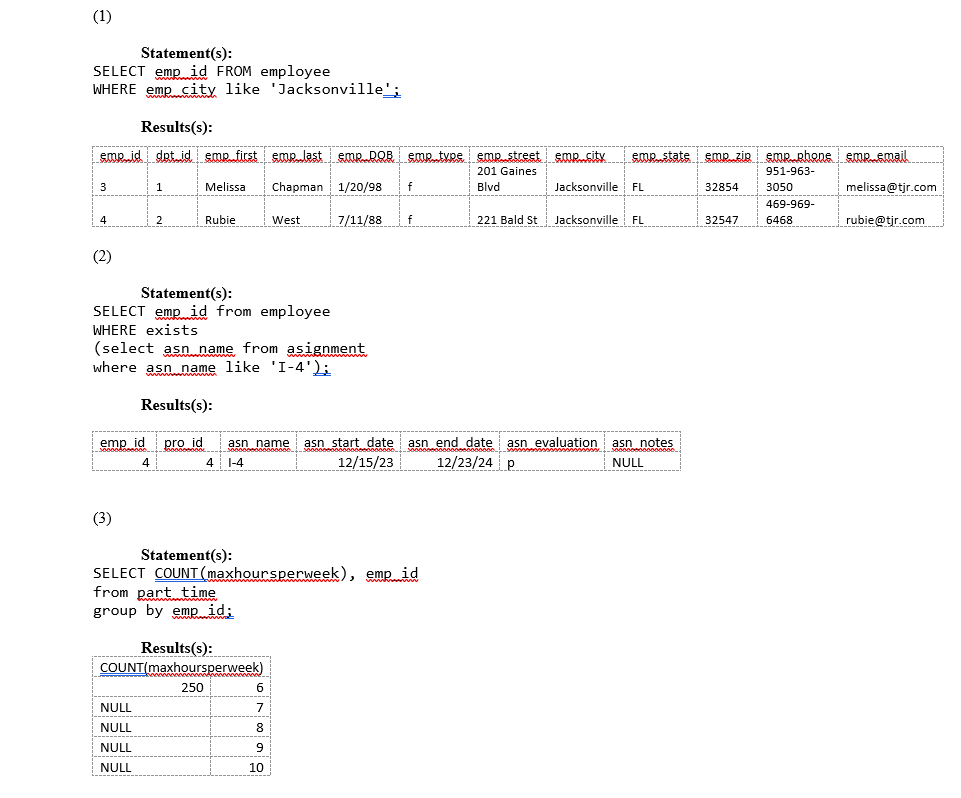 (1)
Statement(s):
SELECT emp_id FROM employee
WHERE emp_city like 'Jacksonville';
Results(s):
emp_id dpt_id emp_first emp_last emp_DOB emp_type emp_street emp_city emp_state emp_zip emp_phone emp_email
201 Gaines 951-963-
3 1 Melissa Chapman 1/20/98 f Blvd Jacksonville FL 32854 3050 melissa@tjr.com
469-969-
4 2 Rubie West 7/11/88 f 221 Bald St Jacksonville FL 32547 6468 rubie@tjr.com
(2)
Statement(s):
SELECT emp_id from employee
WHERE exists
(select asn_name from asignment
where asn_name like 'I-4');
Results(s):
emp_id pro_id asn_name asn_start_date asn_end_date asn_evaluation asn_notes
4 4 I-4 12/15/23 12/23/24 p NULL
(3)
Statement(s):
SELECT COUNT(maxhoursperweek), emp_id
from part_time
group by emp_id;
Results(s):
COUNT(maxhoursperweek)
250 6
NULL 7
NULL 8
NULL 9
NULL 10